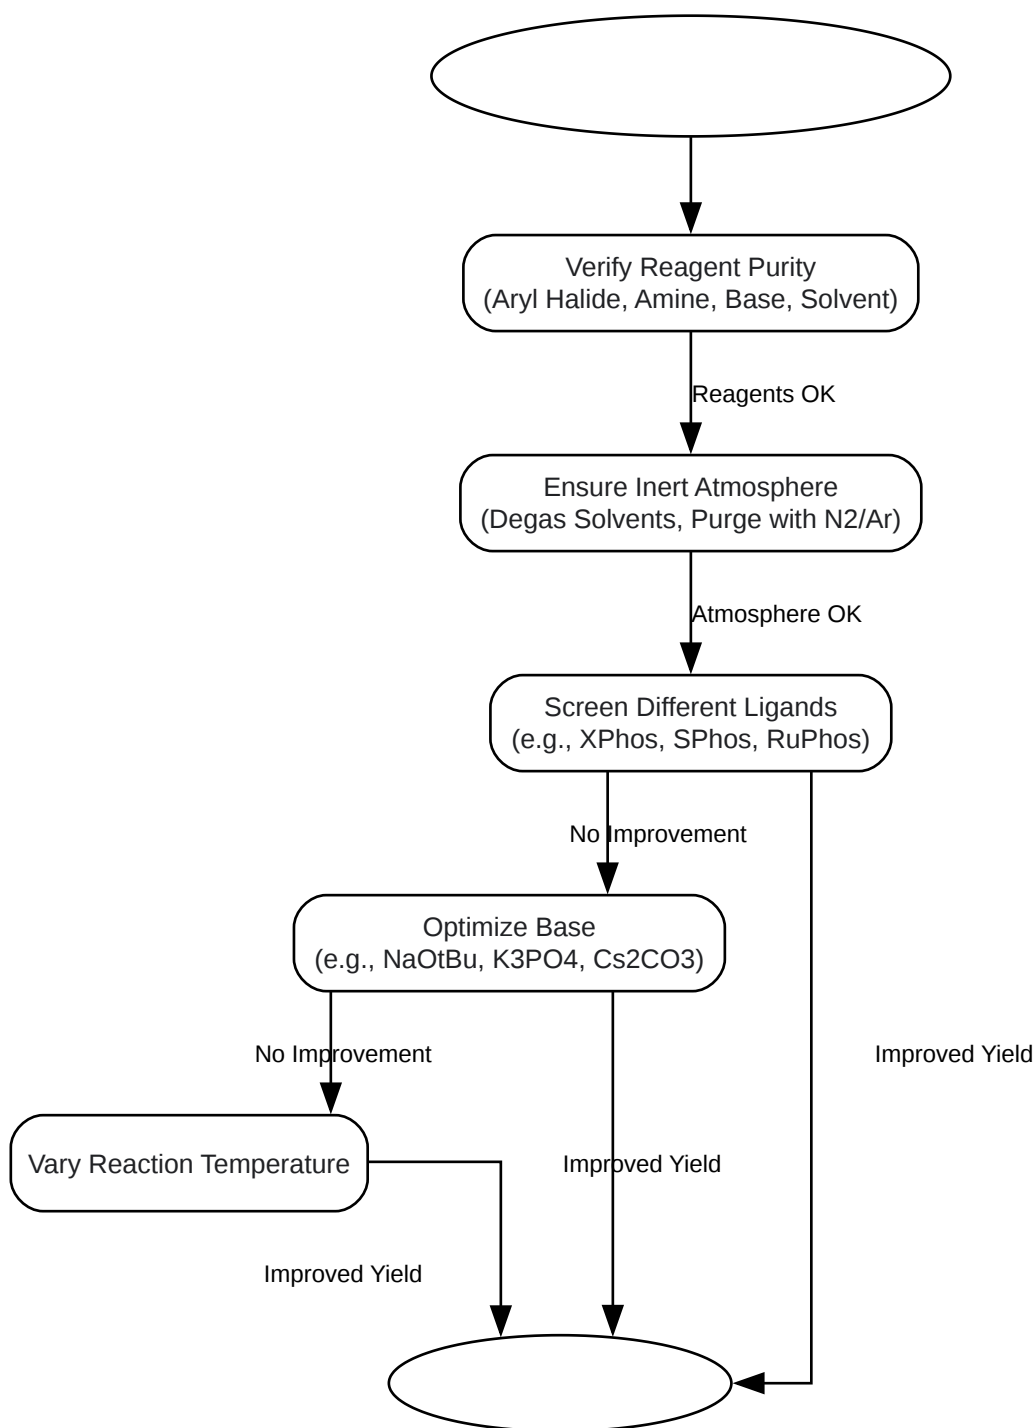 Verify Reagent Purity
(Aryl Halide, Amine, Base, Solvent)
Reagents OK
Ensure Inert Atmosphere
(Degas Solvents, Purge with N2/Ar)
Atmosphere OK
Screen Different Ligands
(e.g., XPhos, SPhos, RuPhos)
No Improvement
Optimize Base
(e.g., NaOtBu, K3PO4, Cs2CO3)
No Improvement
Improved Yield
Vary Reaction Temperature
Improved Yield
Improved Yield